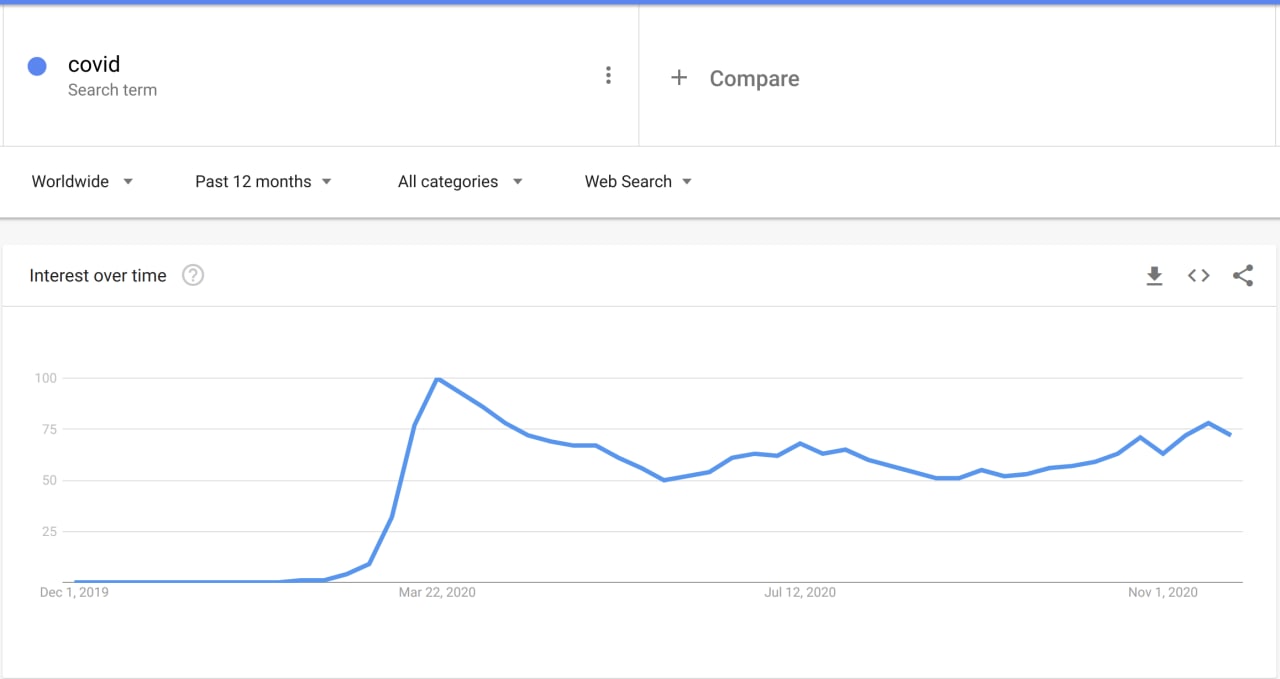 covid
Search term
+ Compare
Worldwide
Past 12 months
All categories
Web Search
Interest over time ?
100
75
50
25
Dec 1, 2019
Mar 22, 2020
Jul 12, 2020
Nov 1, 2020